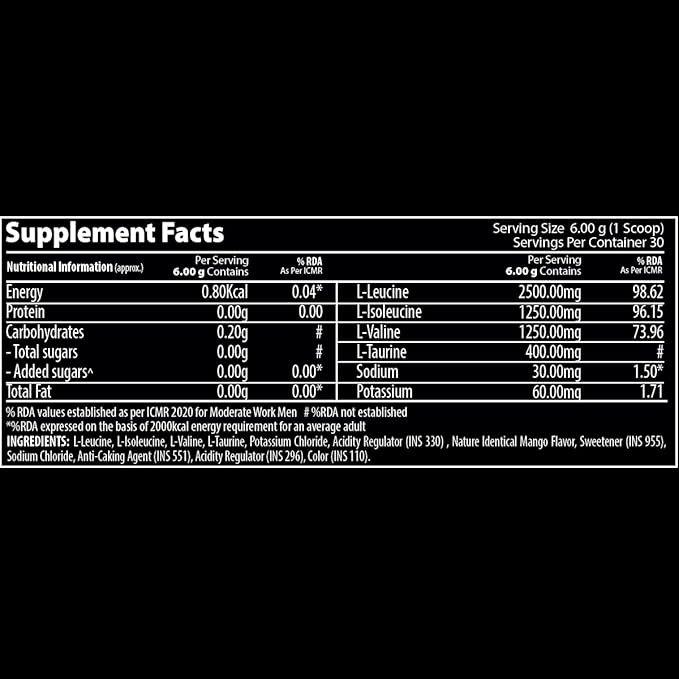 Supplement Facts
Serving Size 6.00 g (1 Scoop)
Servings Per Container 30
Nutritional Information (approx.) Per Serving 6.00 g Contains % RDA As Per ICMR Per Serving 6.00 g Contains % RDA As Per ICMR
Energy 0.80Kcal 0.04* L-Leucine 2500.00mg 98.62
Protein 0.00g 0.00 L-Isoleucine 1250.00mg 96.15
Carbohydrates 0.20g # L-Valine 1250.00mg 73.96
- Total sugars 0.00g # L-Taurine 400.00mg #
- Added sugars^ 0.00g 0.00* Sodium 30.00mg 1.50*
Total Fat 0.00g 0.00* Potassium 60.00mg 1.71
% RDA values established as per ICMR 2020 for Moderate Work Men # %RDA not established
*%RDA expressed on the basis of 2000kcal energy requirement for an average adult
INGREDIENTS: L-Leucine, L-Isoleucine, L-Valine, L-Taurine, Potassium Chloride, Acidity Regulator (INS 330) , Nature Identical Mango Flavor, Sweetener (INS 955),
Sodium Chloride, Anti-Caking Agent (INS 551), Acidity Regulator (INS 296), Color (INS 110).